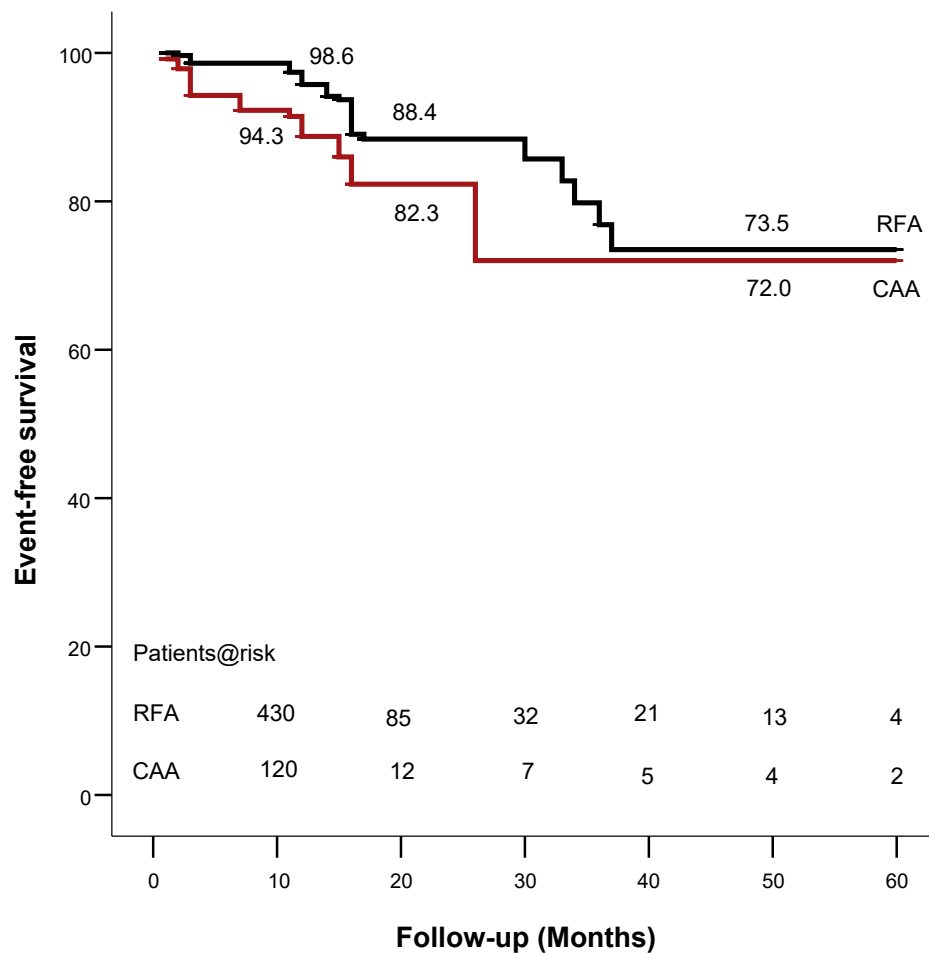 100
98.6
88.4
94.3
80
82.3
73.5 RFA
72.0 CAA
60
Event-free survival
40
20
Patients@risk
RFA 430 85 32 21 13 4
CAA 120 12 7 5 4 2
0
0 10 20 30 40 50 60
Follow-up (Months)